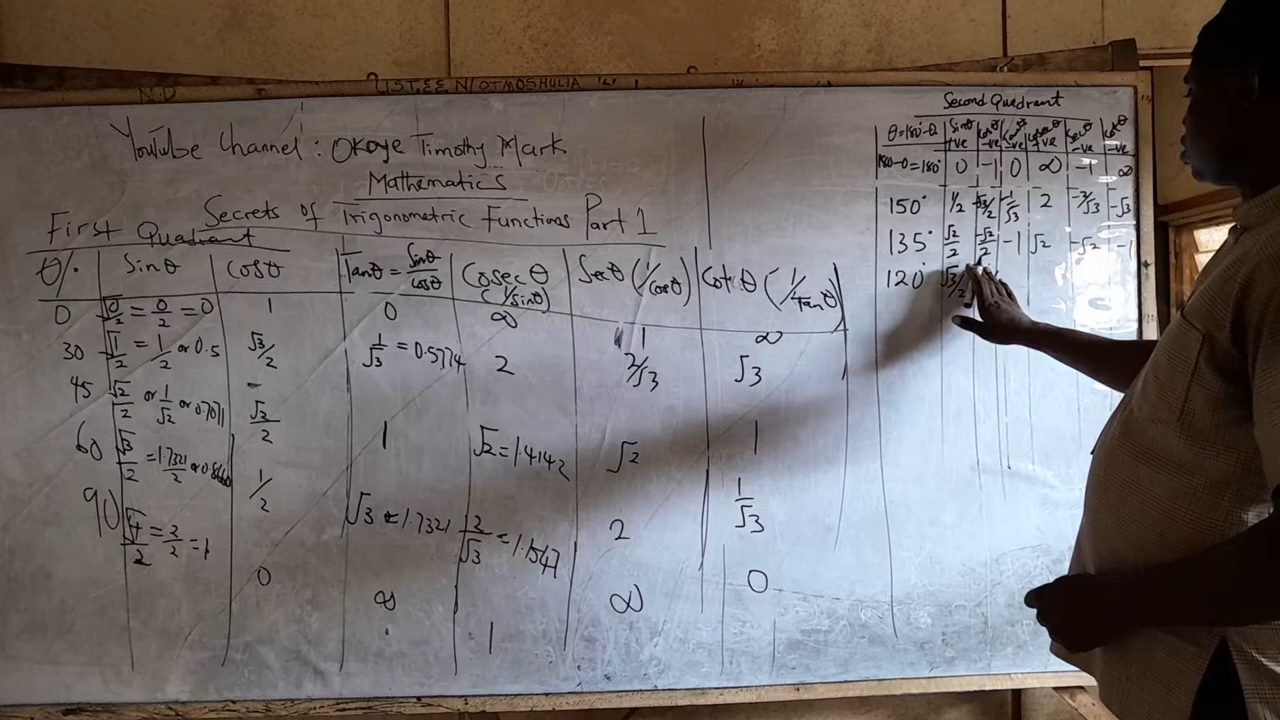 YouTube Channel : Okoye Timothy Mark
Mathematics
Secrets of Trigonometric Functions Part 1
First Quadrant
θ/° Sinθ Cosθ Tanθ = Sinθ/Cosθ Cosec θ (1/Sinθ) Sec θ (1/Cosθ) Cot θ (1/Tanθ)
0 √0/2 = 0/2 = 0 1 0 ∞ 1 ∞
30 √1/2 = 1/2 or 0.5 √3/2 1/√3 = 0.5774 2 2/√3 √3
45 √2/2 or 1/√2 or 0.7071 √2/2 1 √2 = 1.4142 √2 1
60 √3/2 = 1.7321/2 or 0.8660 1/2 √3 = 1.7321 2/√3 = 1.1547 2 1/√3
90 √4/2 = 2/2 = 1 0 ∞ 1 ∞ 0
Second Quadrant
Sinθ +ve Cosθ -ve Tanθ -ve Cosecθ +ve Secθ -ve Cotθ -ve
180-0=180° 0 -1 0 ∞ -1 ∞
150° 1/2 -√3/2 -1/√3 2 -2/√3 -√3
135° √2/2 -√2/2 -1 √2 -√2 -1
120° √3/2